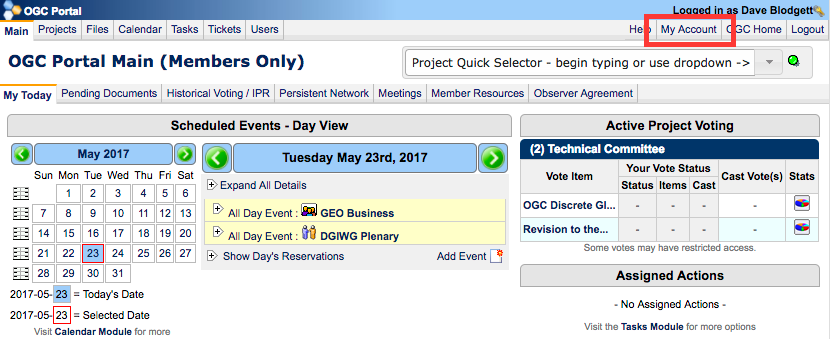 OGC Portal
Logged in as Dave Blodgett
Main Projects Files Calendar Tasks Tickets Users
Help My Account OGC Home Logout
OGC Portal Main (Members Only)
Project Quick Selector - begin typing or use dropdown ->
My Today Pending Documents Historical Voting / IPR Persistent Network Meetings Member Resources Observer Agreement
Scheduled Events - Day View
May 2017
Sun Mon Tue Wed Thu Fri Sat
1 2 3 4 5 6
7 8 9 10 11 12 13
14 15 16 17 18 19 20
21 22 23 24 25 26 27
28 29 30 31
2017-05-23 = Today's Date
2017-05-23 = Selected Date
Visit Calendar Module for more
Tuesday May 23rd, 2017
Expand All Details
All Day Event : GEO Business
All Day Event : DGIWG Plenary
Show Day's Reservations Add Event
Active Project Voting
(2) Technical Committee
Vote Item Your Vote Status Cast Vote(s) Stats
Status Items Cast
OGC Discrete Gl... - - - -
Revision to the... - - - -
Some votes may have restricted access.
Assigned Actions
- No Assigned Actions -
Visit the Tasks Module for more options